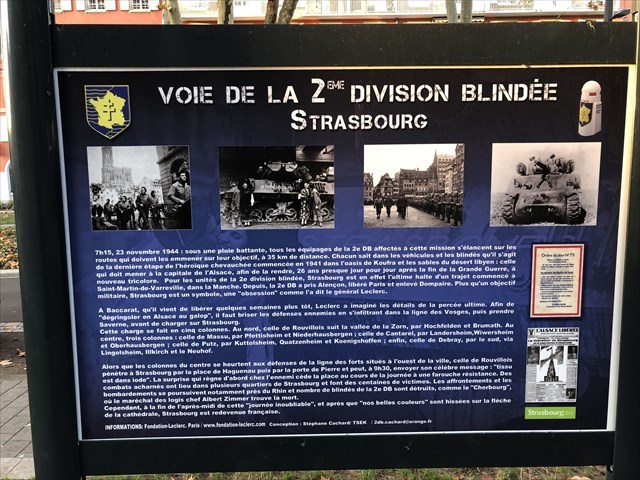 VOIE DE LA 2EME DIVISION BLINDÉE
STRASBOURG
7h15, 23 novembre 1944 : sous une pluie battante, tous les équipages de la 2e DB affectés à cette mission s'élancent sur les
routes qui doivent les emmener sur leur objectif, à 35 km de distance. Chacun sait dans les véhicules et les blindés qu'il s'agit
de la dernière étape de l'héroïque chevauchée commencée en 1941 dans l'oasis de Koufra et les sables du désert libyen : celle
qui doit mener à la capitale de l'Alsace, afin de la rendre, 26 ans presque jour pour jour après la fin de la Grande Guerre, à
nouveau tricolore. Pour les unités de la 2e division blindée, Strasbourg est en effet l'ultime halte d'un trajet commencé à
Saint-Martin-de-Varreville, dans la Manche. Depuis, la 2e DB a pris Alençon, libéré Paris et enlevé Dompaire. Plus qu'un objectif
militaire, Strasbourg est un symbole, une "obsession" comme l'a dit le général Leclerc.
A Baccarat, qu'il vient de libérer quelques semaines plus tôt, Leclerc a imaginé les détails de la percée ultime. Afin de
"dégringoler en Alsace au galop", il faut briser les défenses ennemies en s'infiltrant dans la ligne des Vosges, puis prendre
Saverne, avant de charger sur Strasbourg.
Cette charge se fait en cinq colonnes. Au nord, celle de Rouvillois suit la vallée de la Zorn, par Hochfelden et Brumath. Au
centre, trois colonnes : celle de Massu, par Pfettisheim et Niederhausbergen ; celle de Cantarel, par Landersheim, Wiwersheim
et Oberhausbergen ; celle de Putz, par Kuttolsheim, Quatzenheim et Koenigshoffen ; enfin, celle de Debray, par le sud, via
Lingolsheim, Illkirch et le Neuhof.
Alors que les colonnes du centre se heurtent aux défenses de la ligne des forts situés à l'ouest de la ville, celle de Rouvillois
pénètre à Strasbourg par la place de Haguenau puis par la porte de Pierre et peut, à 9h30, envoyer son célèbre message : "tissu
est dans iode". La surprise qui règne d'abord chez l'ennemi cède la place au cours de la journée à une farouche résistance. Des
combats acharnés ont lieu dans plusieurs quartiers de Strasbourg et font des centaines de victimes. Les affrontements et les
bombardements se poursuivent notamment près du Rhin et nombre de blindés de la 2e DB sont détruits, comme le "Cherbourg",
où le maréchal des logis chef Albert Zimmer trouve la mort.
Cependant, à la fin de l'après-midi de cette "journée inoubliable", et après que "nos belles couleurs" sont hissées sur la flèche
de la cathédrale, Strasbourg est redevenue française.
INFORMATIONS: Fondation-Leclerc. Paris / www.fondation-leclerc.com Conception : Stéphane Cachard TSEK / 2db.cachard@orange.fr
Ordre du Jour N°73
L'ALSACE LIBÉRÉE
Strasbourg.eu